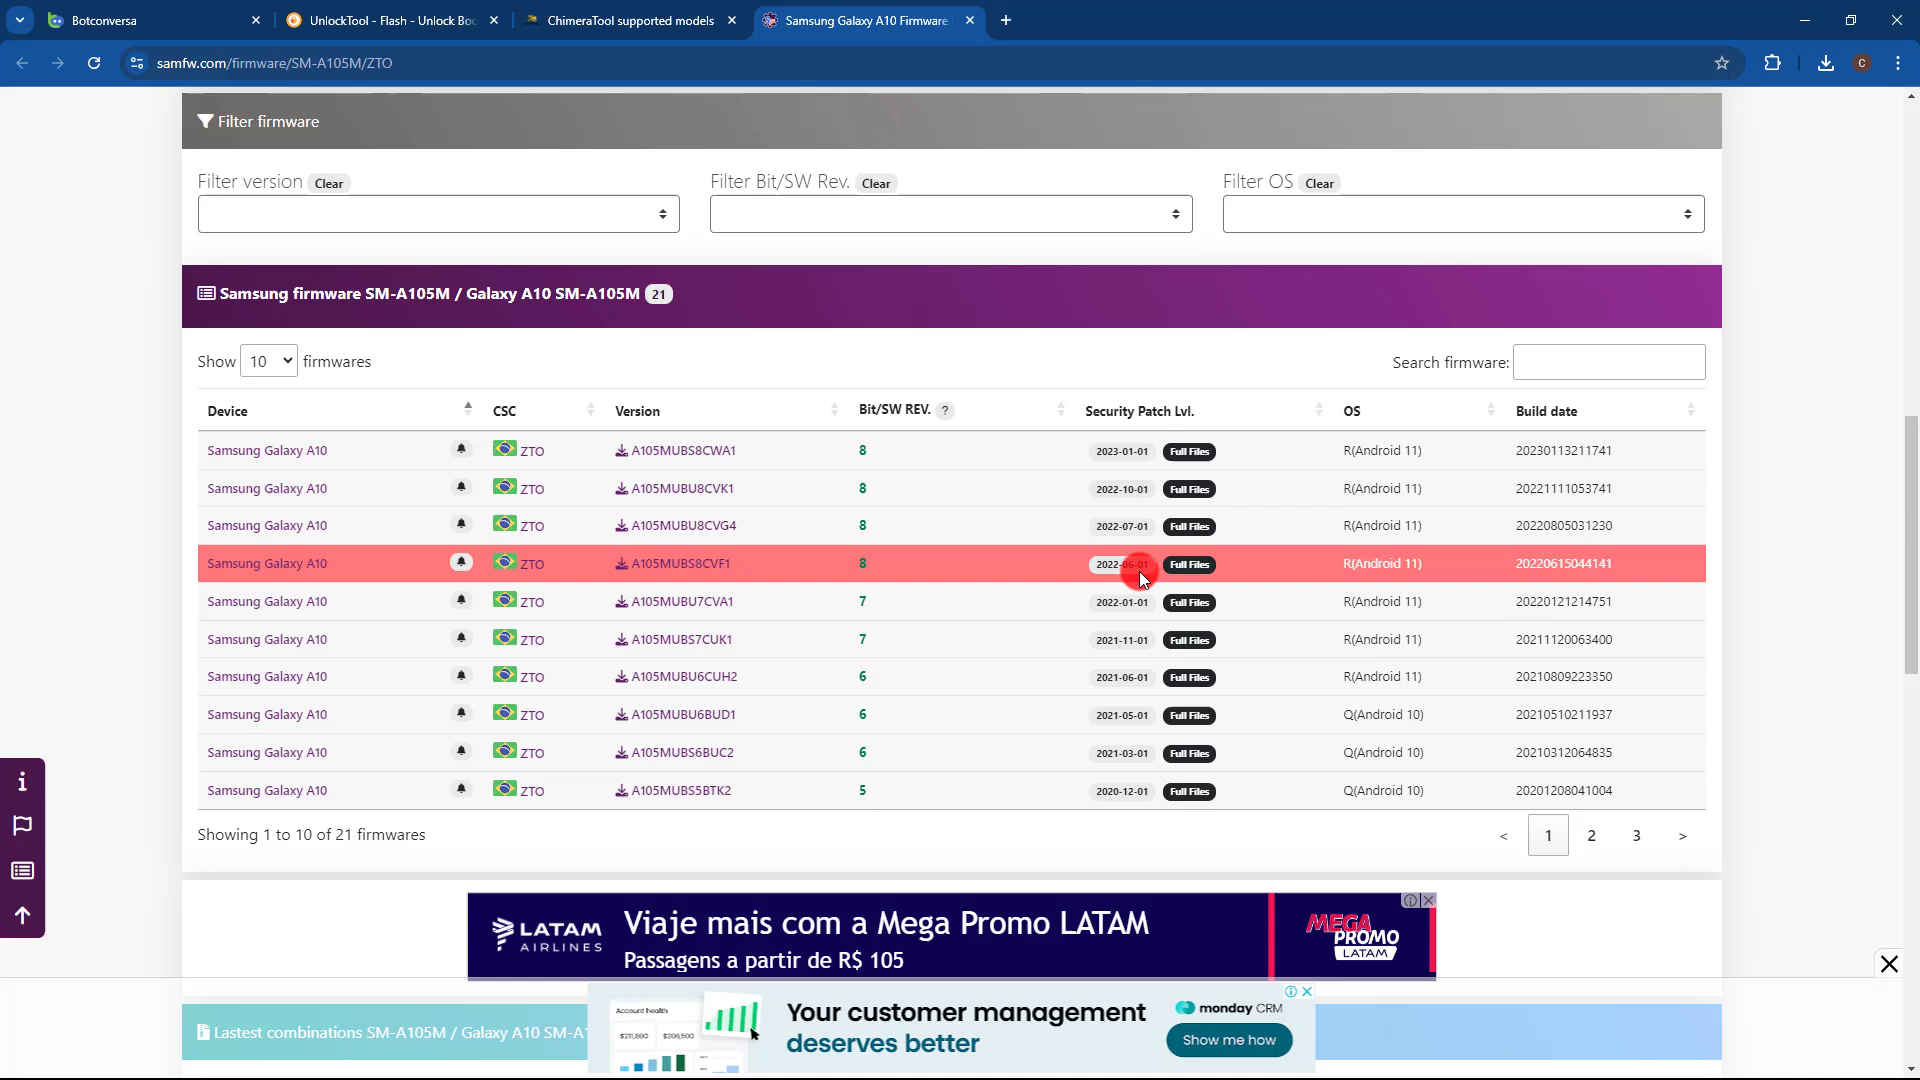 Botconversa
UnlockTool - Flash - Unlock Boo
ChimeraTool supported models
Samsung Galaxy A10 Firmware
samfw.com/firmware/SM-A105M/ZTO
C
Filter firmware
Filter version Clear
Filter Bit/SW Rev. Clear
Filter OS Clear
Samsung firmware SM-A105M / Galaxy A10 SM-A105M 21
Show 10 firmwares
Search firmware:
Device CSC Version Bit/SW REV. ? Security Patch Lvl. OS Build date
Samsung Galaxy A10 ZTO A105MUBS8CWA1 8 2023-01-01 Full Files R(Android 11) 20230113211741
Samsung Galaxy A10 ZTO A105MUBU8CVK1 8 2022-10-01 Full Files R(Android 11) 20221111053741
Samsung Galaxy A10 ZTO A105MUBU8CVG4 8 2022-07-01 Full Files R(Android 11) 20220805031230
Samsung Galaxy A10 ZTO A105MUBS8CVF1 8 2022-06-01 Full Files R(Android 11) 20220615044141
Samsung Galaxy A10 ZTO A105MUBU7CVA1 7 2022-01-01 Full Files R(Android 11) 20220121214751
Samsung Galaxy A10 ZTO A105MUBS7CUK1 7 2021-11-01 Full Files R(Android 11) 20211120063400
Samsung Galaxy A10 ZTO A105MUBU6CUH2 6 2021-06-01 Full Files R(Android 11) 20210809223350
Samsung Galaxy A10 ZTO A105MUBU6BUD1 6 2021-05-01 Full Files Q(Android 10) 20210510211937
Samsung Galaxy A10 ZTO A105MUBS6BUC2 6 2021-03-01 Full Files Q(Android 10) 20210312064835
Samsung Galaxy A10 ZTO A105MUBS5BTK2 5 2020-12-01 Full Files Q(Android 10) 20201208041004
Showing 1 to 10 of 21 firmwares
< 1 2 3 >
LATAM
AIRLINES
Viaje mais com a Mega Promo LATAM
Passagens a partir de R$ 105
MEGA
PROMO
LATAM
Lastest combinations SM-A105M / Galaxy A10 SM-A1
Account health
$211,800 $206,500
Your customer management
deserves better
monday CRM
Show me how